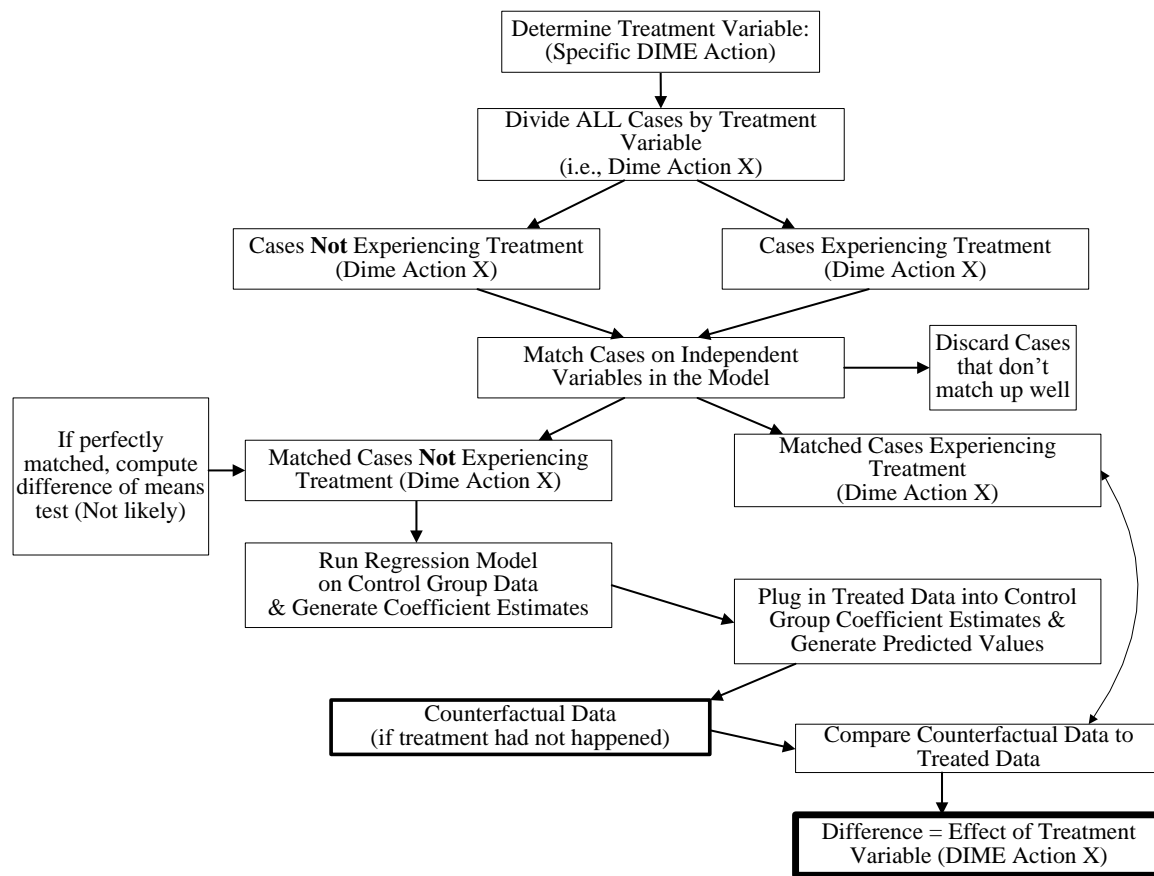 Determine Treatment Variable:
(Specific DIME Action)
Divide ALL Cases by Treatment
Variable
(i.e., Dime Action X)
Cases Not Experiencing Treatment
(Dime Action X)
Cases Experiencing Treatment
(Dime Action X)
Match Cases on Independent
Variables in the Model
Discard Cases
that don’t
match up well
If perfectly
matched, compute
difference of means
test (Not likely)
Matched Cases Not Experiencing
Treatment (Dime Action X)
Matched Cases Experiencing
Treatment
(Dime Action X)
Run Regression Model
on Control Group Data
& Generate Coefficient Estimates
Plug in Treated Data into Control
Group Coefficient Estimates &
Generate Predicted Values
Counterfactual Data
(if treatment had not happened)
Compare Counterfactual Data to
Treated Data
Difference = Effect of Treatment
Variable (DIME Action X)